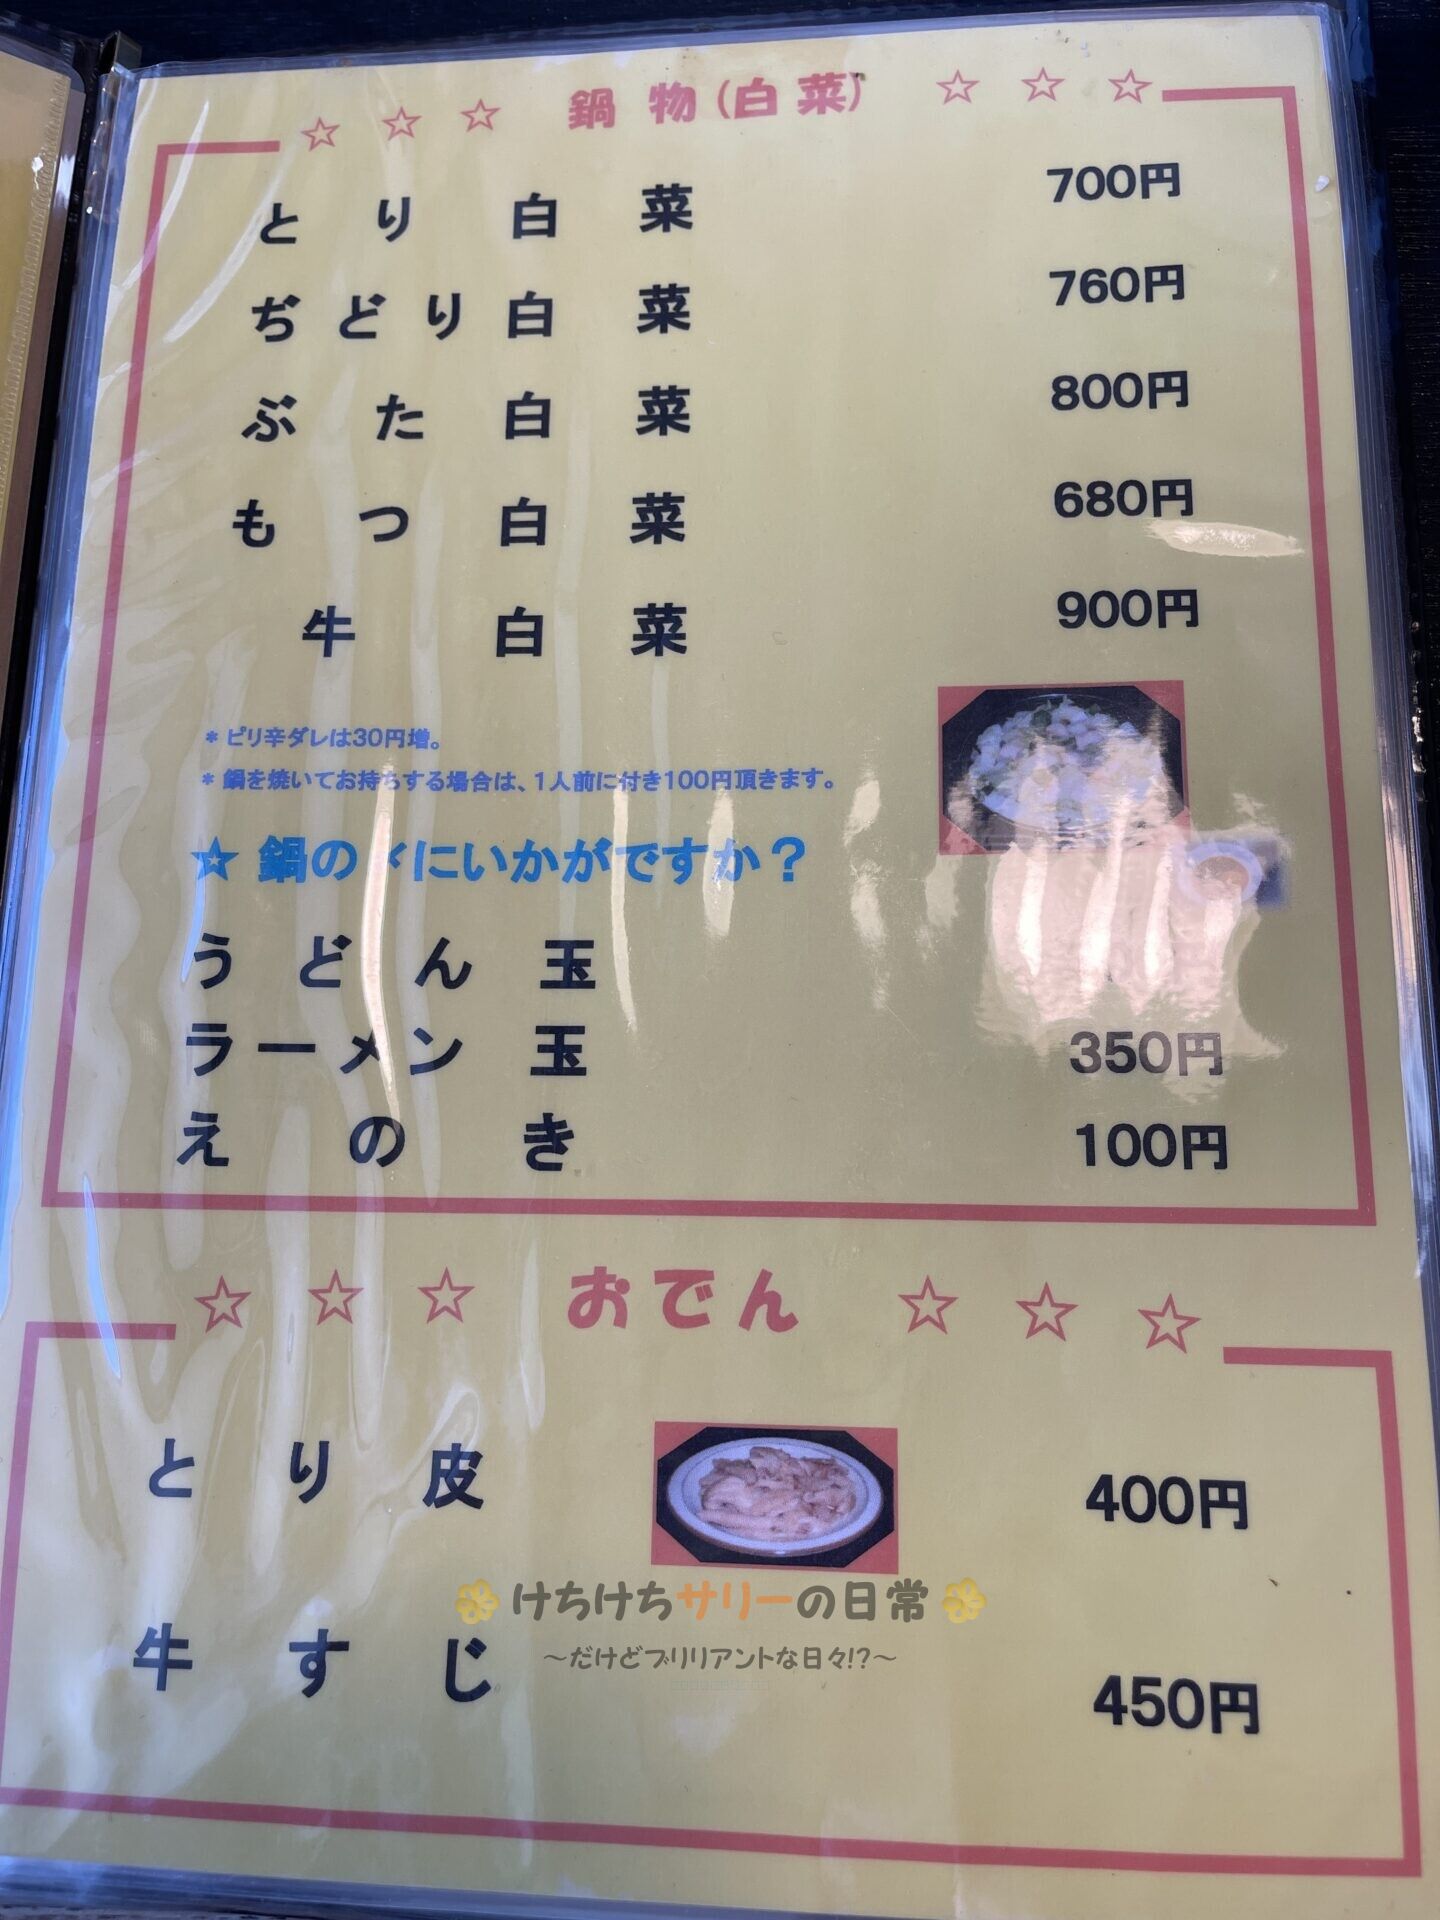 ☆ ☆ ☆ 鍋物(白菜) ☆ ☆ ☆
とり白菜 700円
ぢどり白菜 760円
ぶた白菜 800円
もつ白菜 680円
牛白菜 900円
＊ピリ辛ダレは30円増。
＊鍋を焼いてお持ちする場合は、1人前に付き100円頂きます。
☆鍋の〆にいかがですか？
うどん玉
ラーメン玉 350円
えのき 100円
☆ ☆ ☆ おでん ☆ ☆ ☆
とり皮 400円
けちけちサリーの日常
～だけどブリリアントな日々!?～
牛すじ 450円